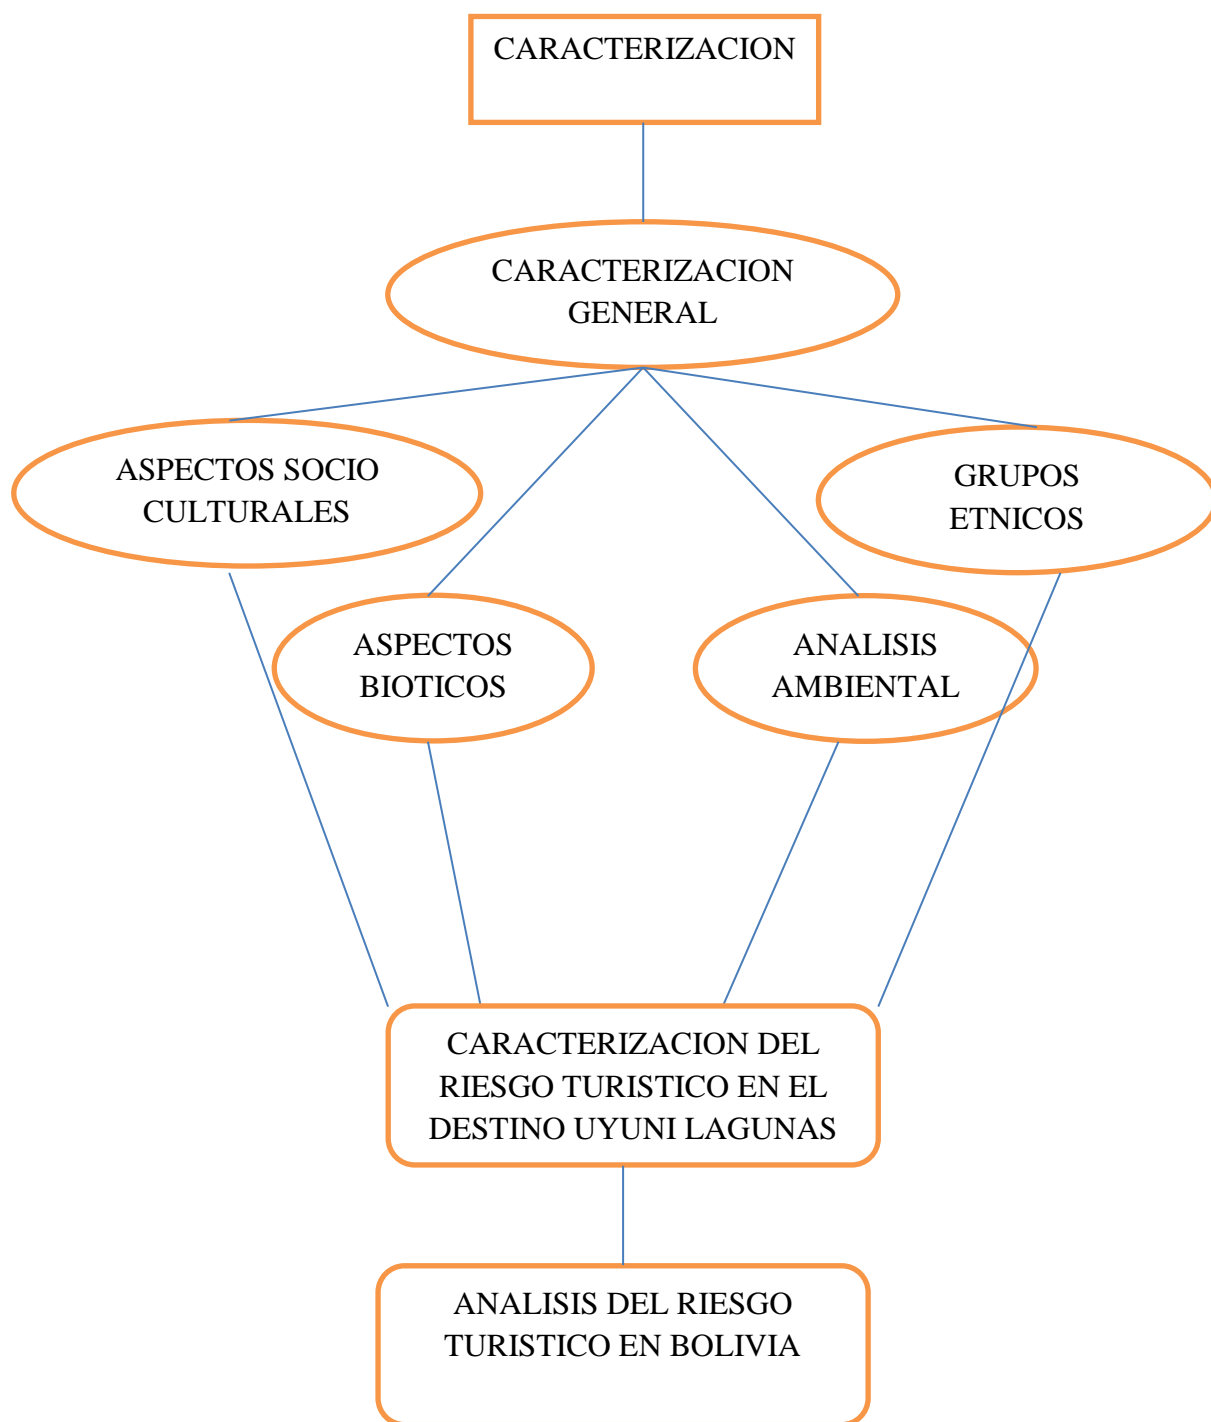 CARACTERIZACION
CARACTERIZACION
GENERAL
ASPECTOS SOCIO
CULTURALES
GRUPOS
ETNICOS
ASPECTOS
BIOTICOS
ANALISIS
AMBIENTAL
CARACTERIZACION DEL
RIESGO TURISTICO EN EL
DESTINO UYUNI LAGUNAS
ANALISIS DEL RIESGO
TURISTICO EN BOLIVIA